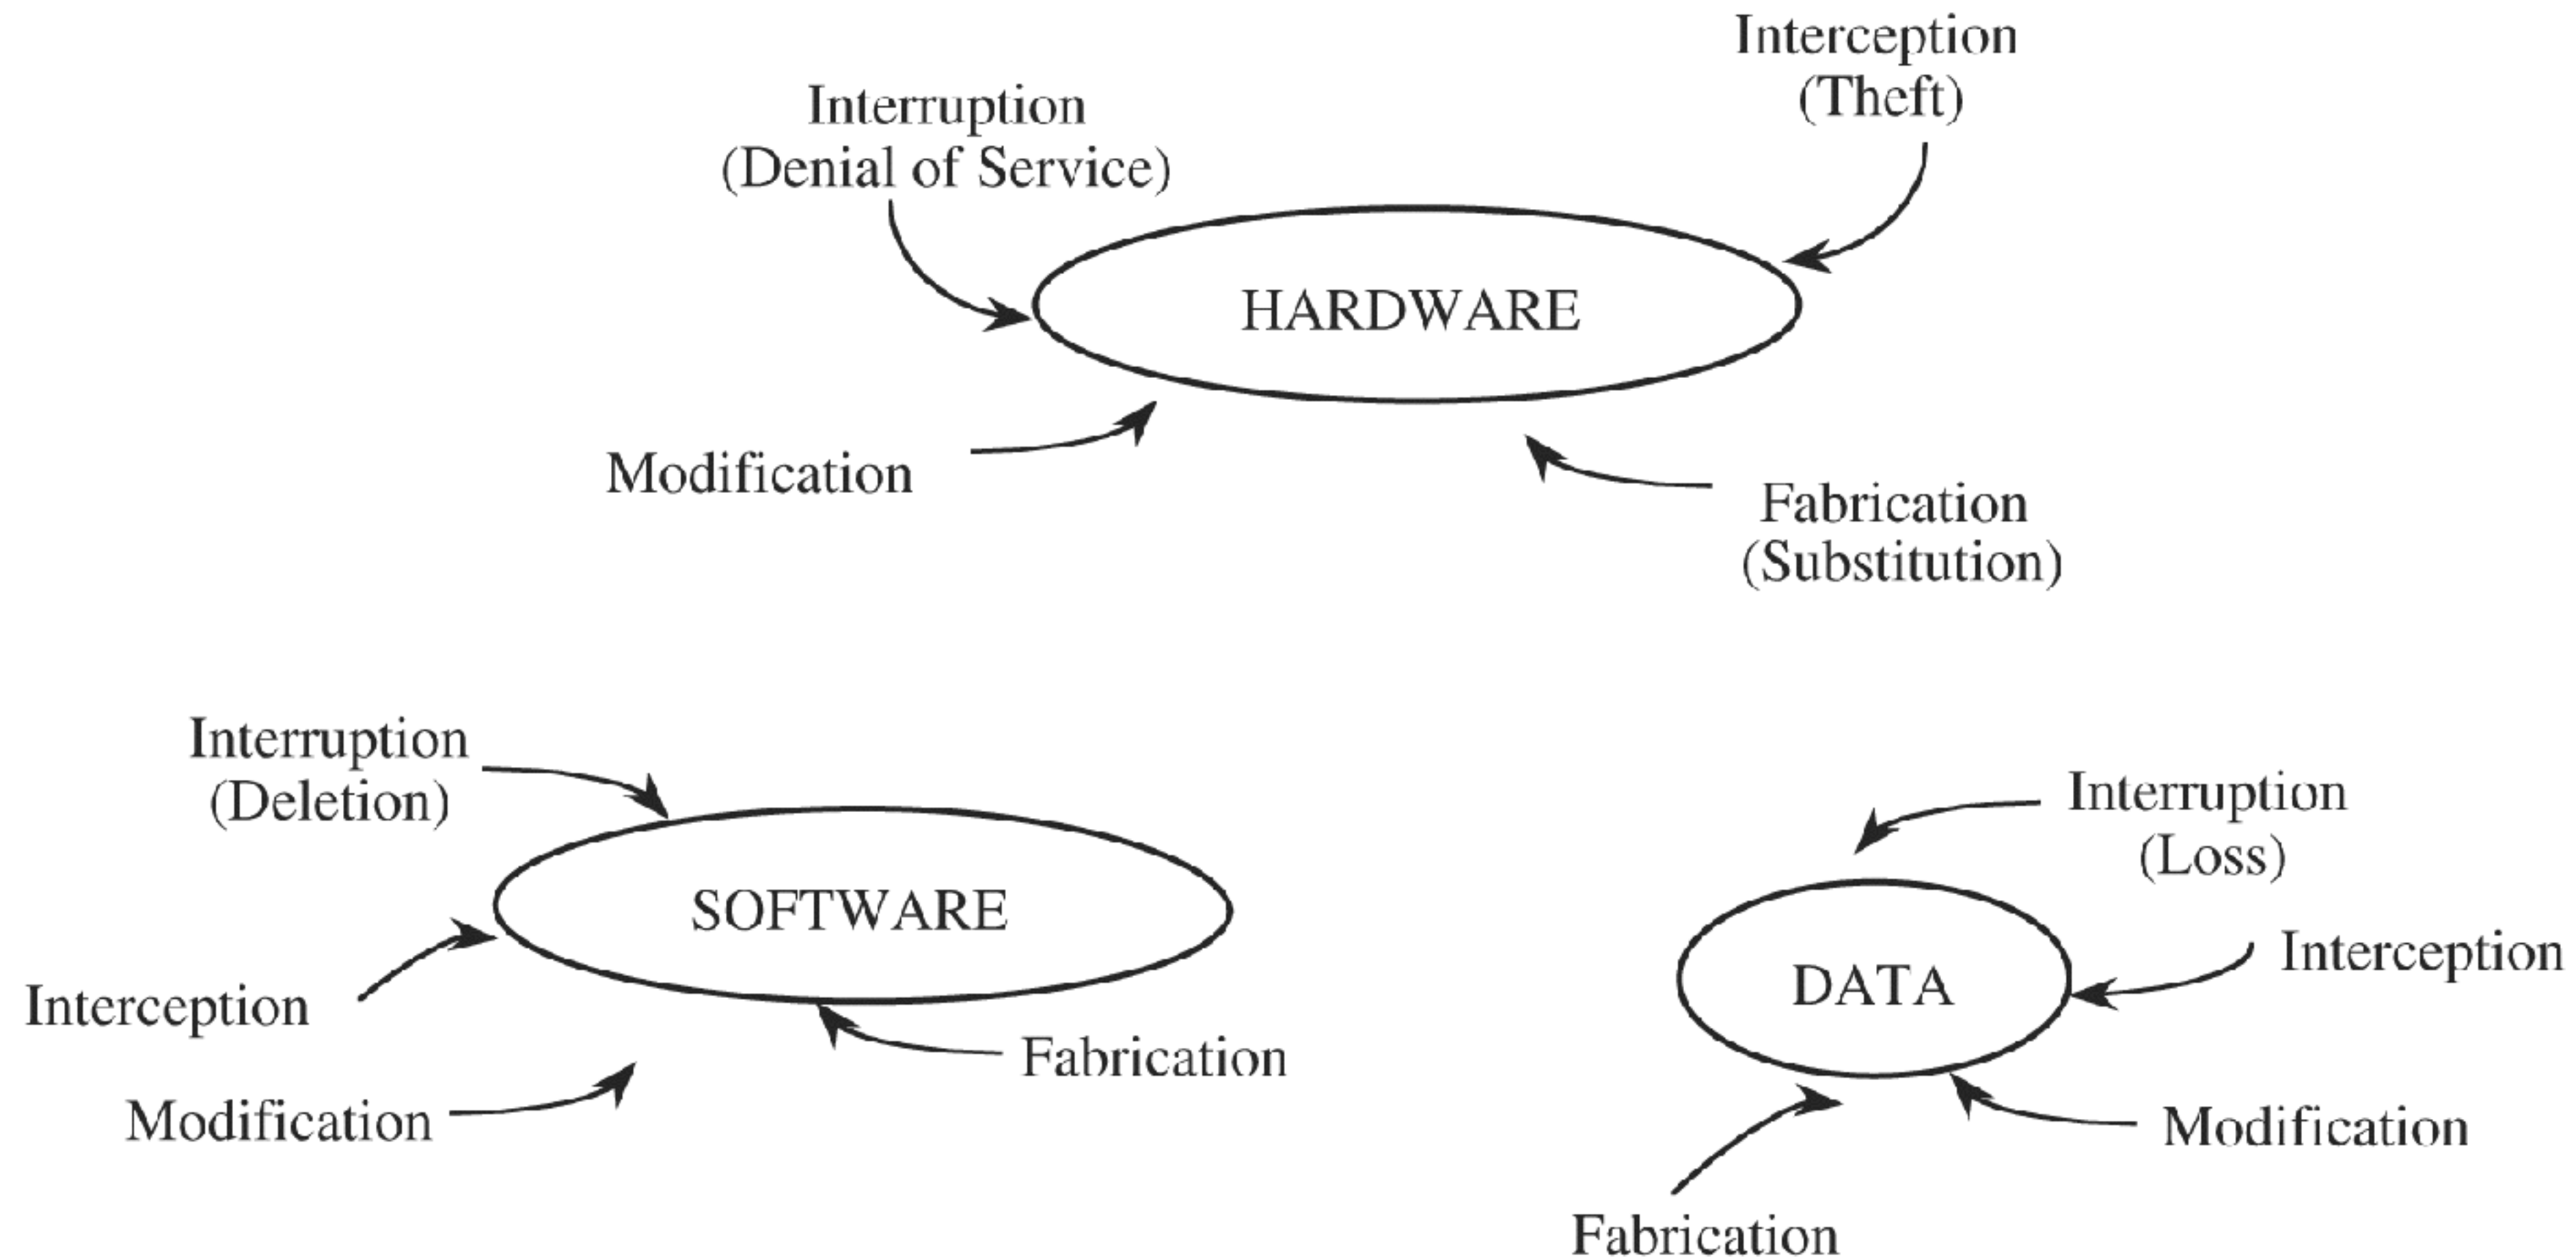 Interception
(Theft)
Interruption
(Denial of Service)
HARDWARE
Modification
Fabrication
(Substitution)
Interruption
(Deletion)
SOFTWARE
Interception
Fabrication
Modification
Interruption
(Loss)
Interception
DATA
Modification
Fabrication